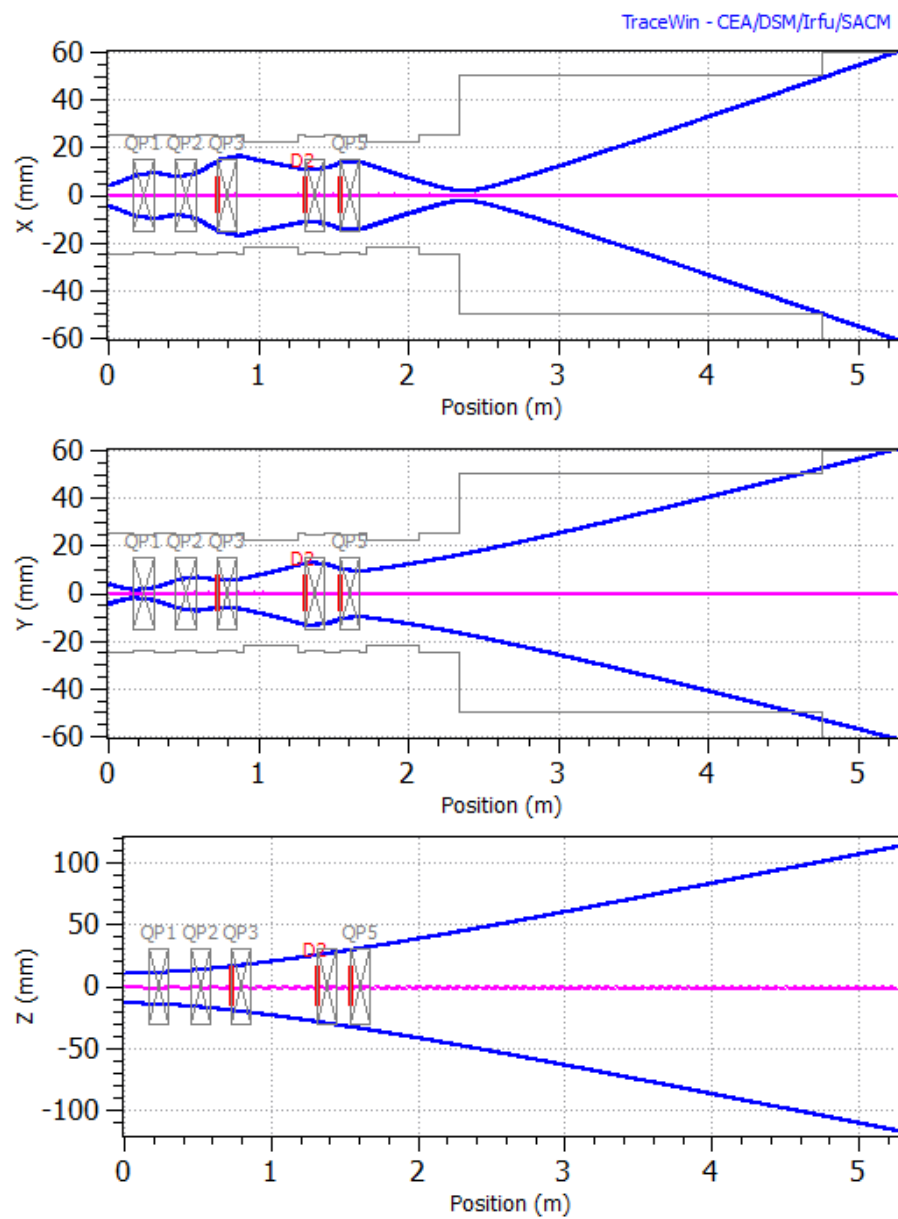 TraceWin - CEA/DSM/Irfu/SACM
60
40
20
0
-20
-40
-60
X (mm)
QP1 QP2 QP3 D2 QP5
0 1 2 3 4 5
Position (m)
60
40
20
0
-20
-40
-60
Y (mm)
QP1 QP2 QP3 D2 QP5
0 1 2 3 4 5
Position (m)
100
50
0
-50
-100
Z (mm)
QP1 QP2 QP3 D2 QP5
0 1 2 3 4 5
Position (m)